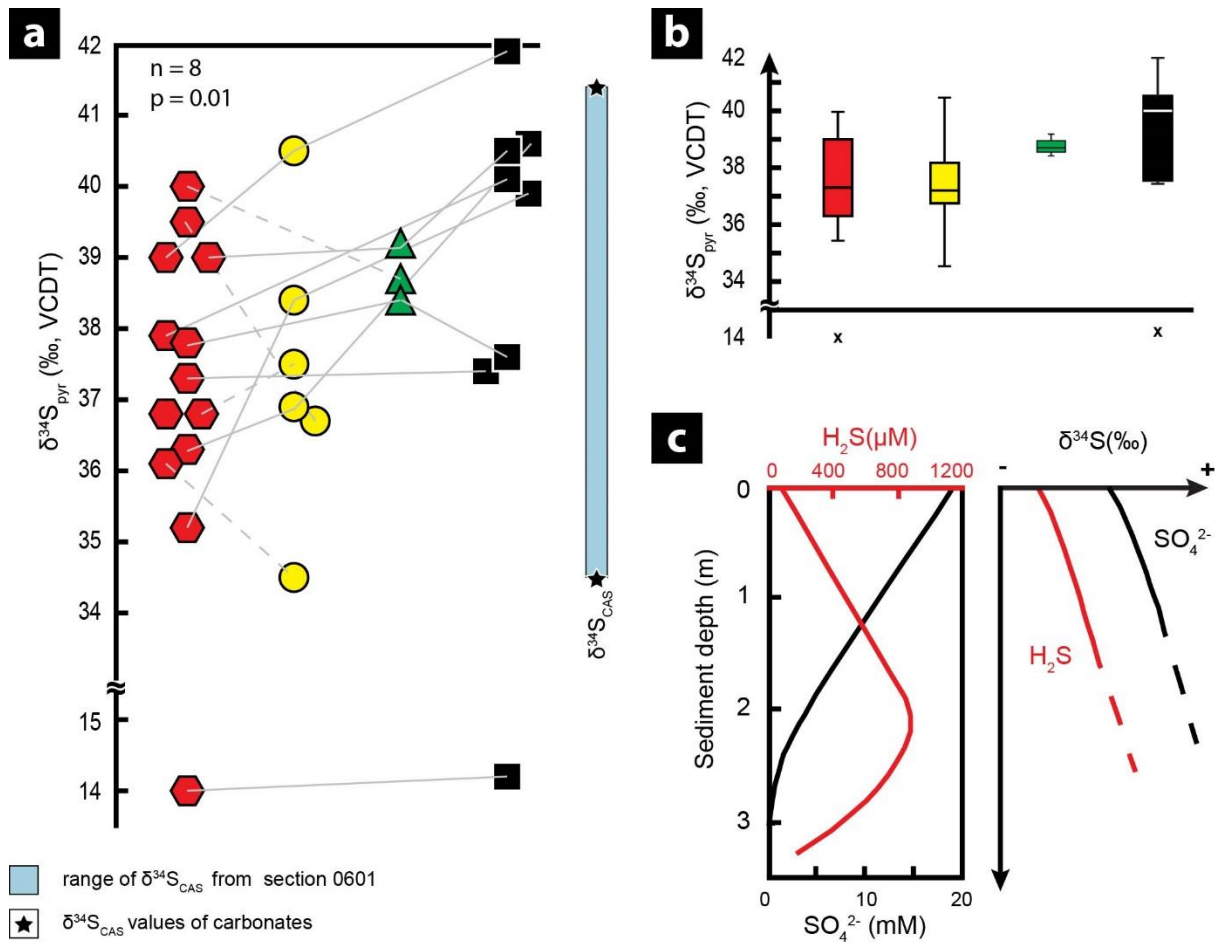 a
42
41
40
39
38
37
36
35
34
15
14
δ³⁴Spyr (‰, VCDT)
n = 8
p = 0.01
δ³⁴SCAS
range of δ³⁴SCAS from section 0601
δ³⁴SCAS values of carbonates
b
42
40
38
36
34
14
δ³⁴Spyr (‰, VCDT)
x
x
c
H₂S(μM)
0 400 800 1200
0
1
2
3
Sediment depth (m)
0 10 20
SO₄²⁻ (mM)
δ³⁴S(‰)
- +
SO₄²⁻
H₂S